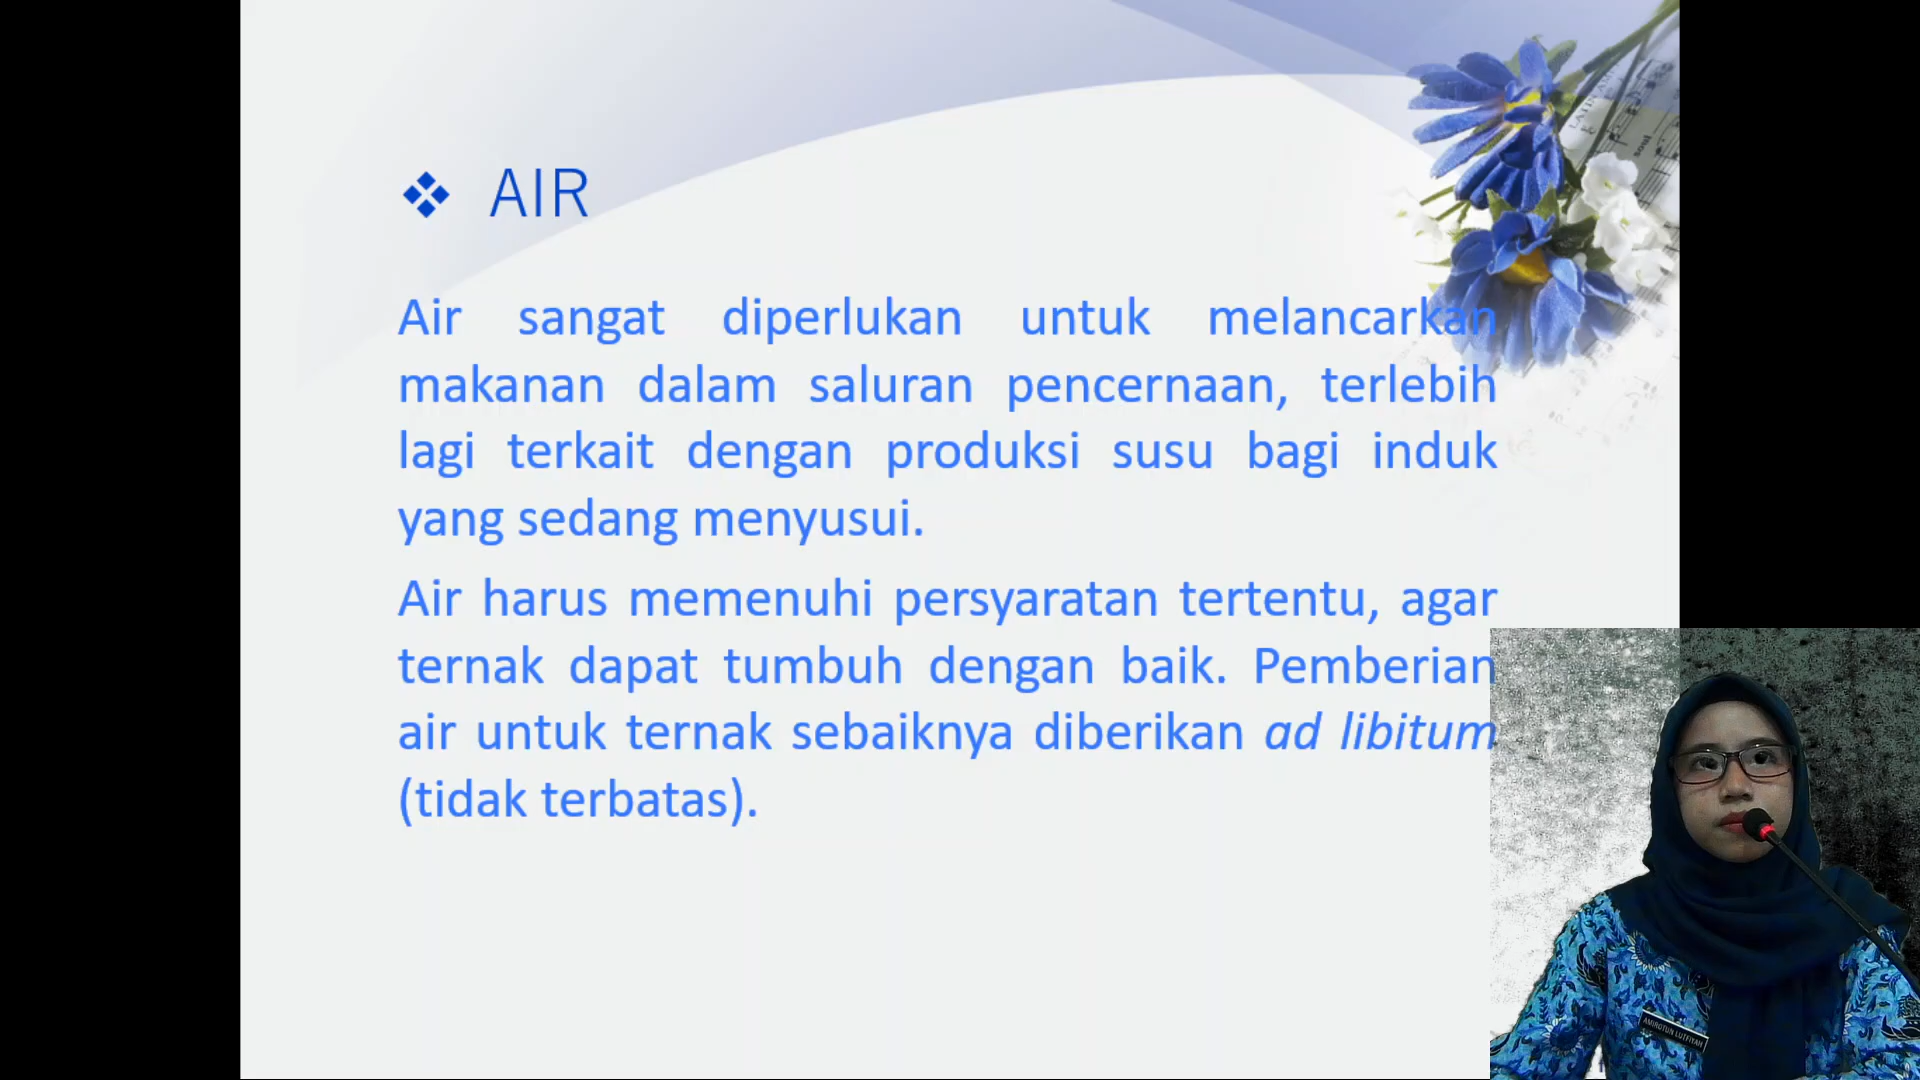 AIR
Air sangat diperlukan untuk melancarkan
makanan dalam saluran pencernaan, terlebih
lagi terkait dengan produksi susu bagi induk
yang sedang menyusui.
Air harus memenuhi persyaratan tertentu, agar
ternak dapat tumbuh dengan baik. Pemberian
air untuk ternak sebaiknya diberikan ad libitum
(tidak terbatas).
AMIROTUN LUTFIYAH